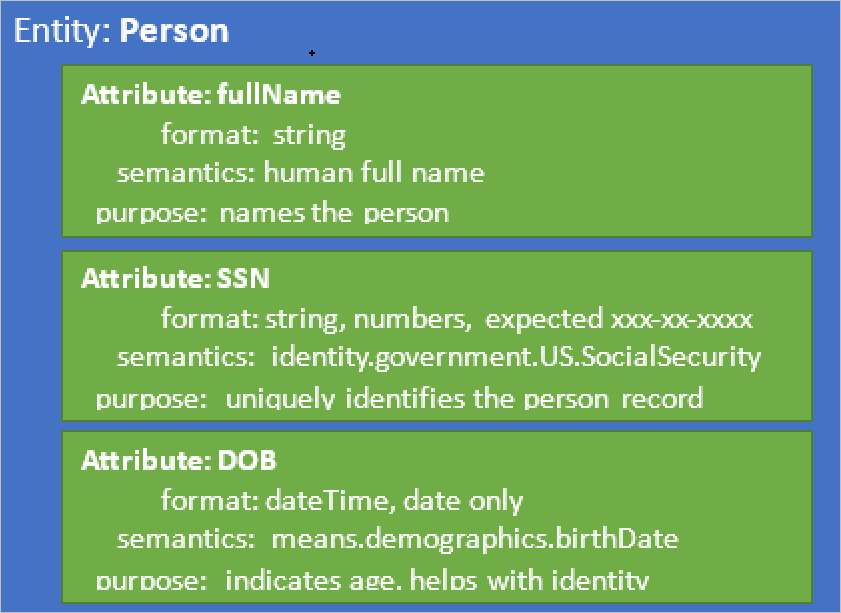 Entity: Person
Attribute: fullName
format: string
semantics: human full name
purpose: names the person
Attribute: SSN
format: string, numbers, expected xxx-xx-xxxx
semantics: identity.government.US.SocialSecurity
purpose: uniquely identifies the person record
Attribute: DOB
format: dateTime, date only
semantics: means.demographics.birthDate
purpose: indicates age, helps with identity